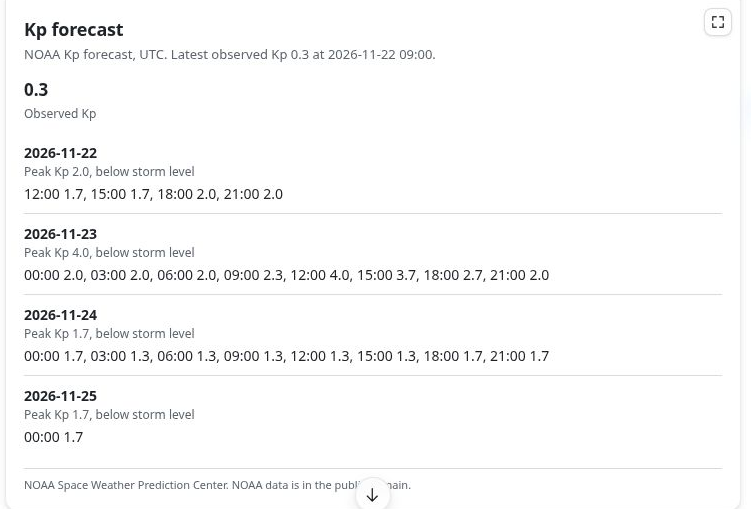 Kp forecast
NOAA Kp forecast, UTC. Latest observed Kp 0.3 at 2026-11-22 09:00.
0.3
Observed Kp
2026-11-22
Peak Kp 2.0, below storm level
12:00 1.7, 15:00 1.7, 18:00 2.0, 21:00 2.0
2026-11-23
Peak Kp 4.0, below storm level
00:00 2.0, 03:00 2.0, 06:00 2.0, 09:00 2.3, 12:00 4.0, 15:00 3.7, 18:00 2.7, 21:00 2.0
2026-11-24
Peak Kp 1.7, below storm level
00:00 1.7, 03:00 1.3, 06:00 1.3, 09:00 1.3, 12:00 1.3, 15:00 1.3, 18:00 1.7, 21:00 1.7
2026-11-25
Peak Kp 1.7, below storm level
00:00 1.7
NOAA Space Weather Prediction Center. NOAA data is in the